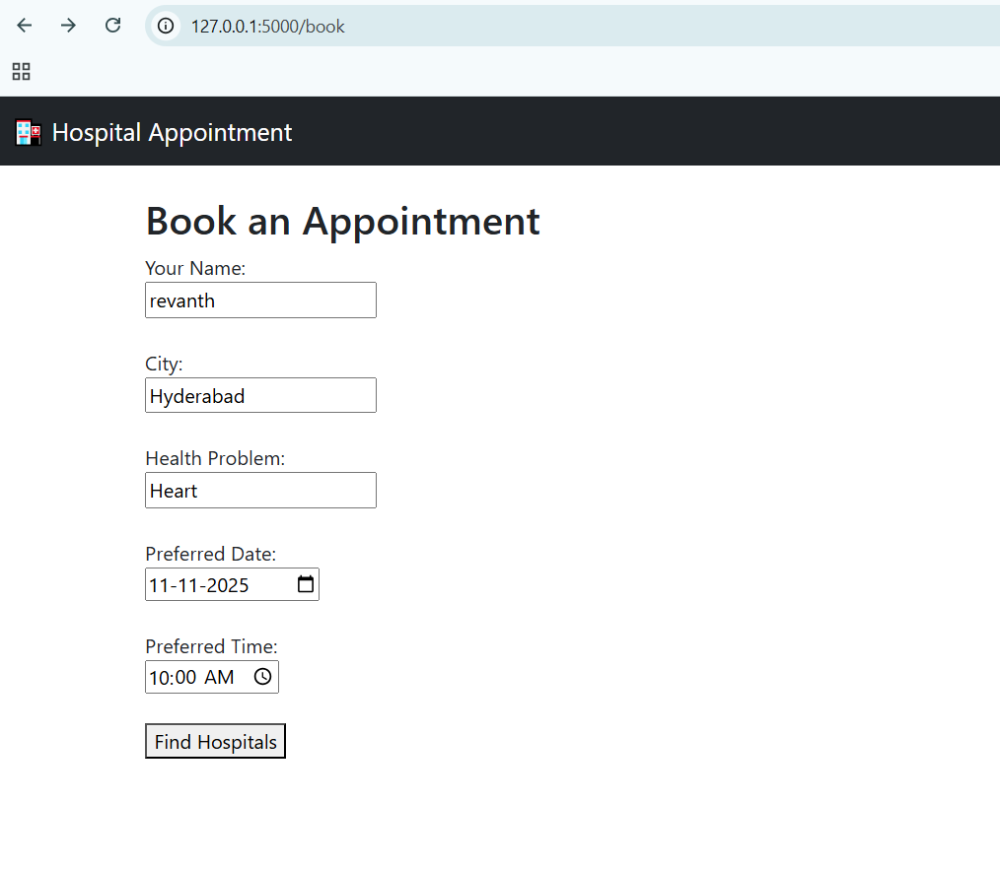 127.0.0.1:5000/book
Hospital Appointment
Book an Appointment
Your Name:
revanth
City:
Hyderabad
Health Problem:
Heart
Preferred Date:
11-11-2025
Preferred Time:
10:00 AM
Find Hospitals